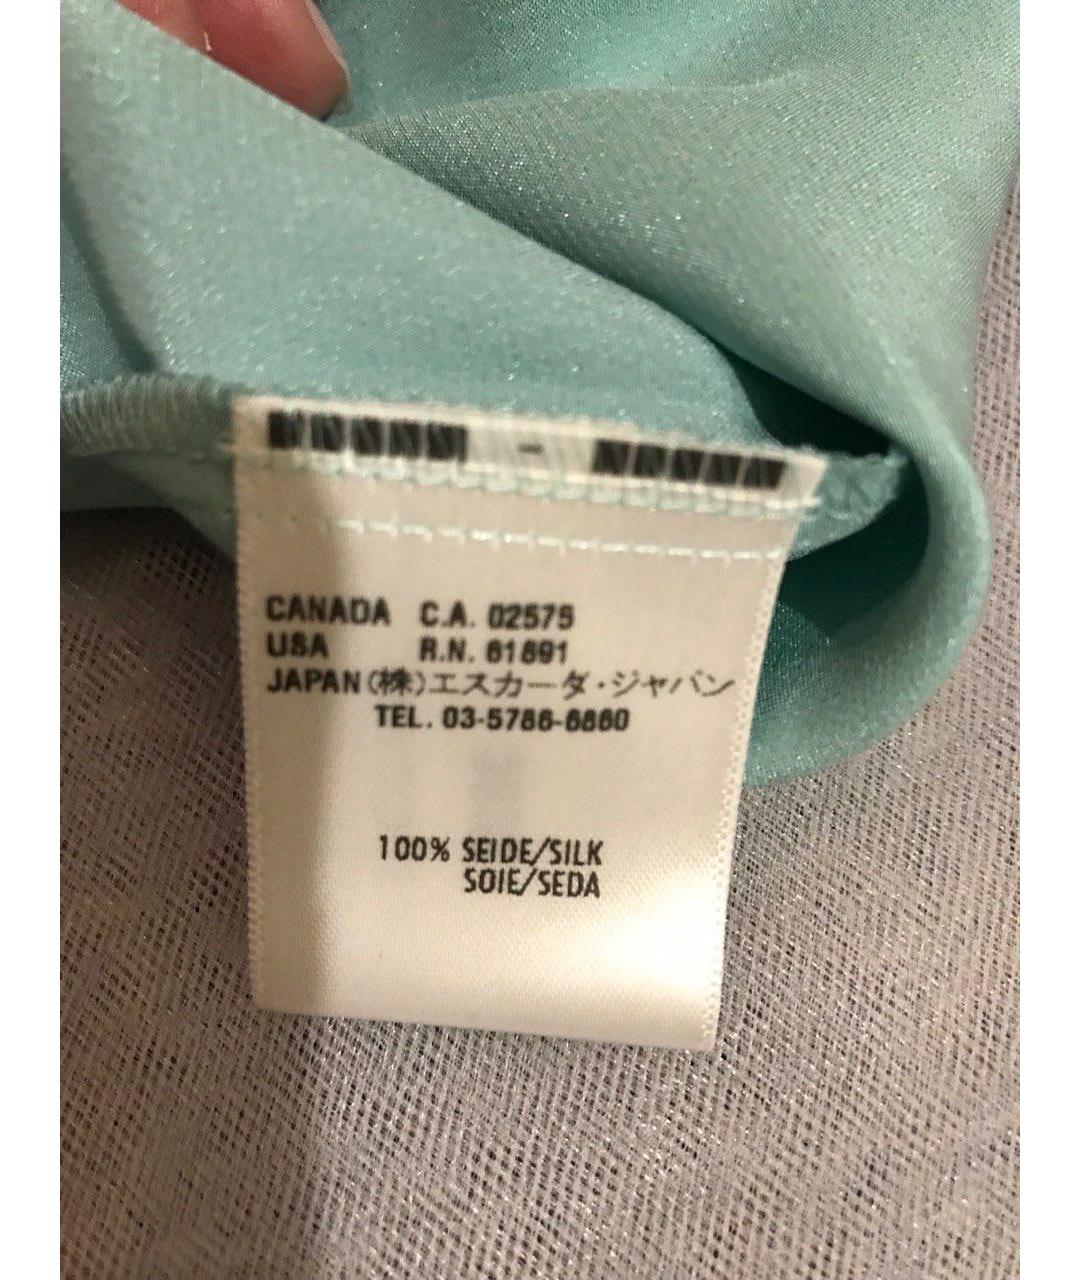 CANADA C.A. 02575
USA R.N. 61691
JAPAN (株)エスカーダ・ジャパン
TEL. 03-5786-6860
100% SEIDE/SILK
SOIE/SEDA